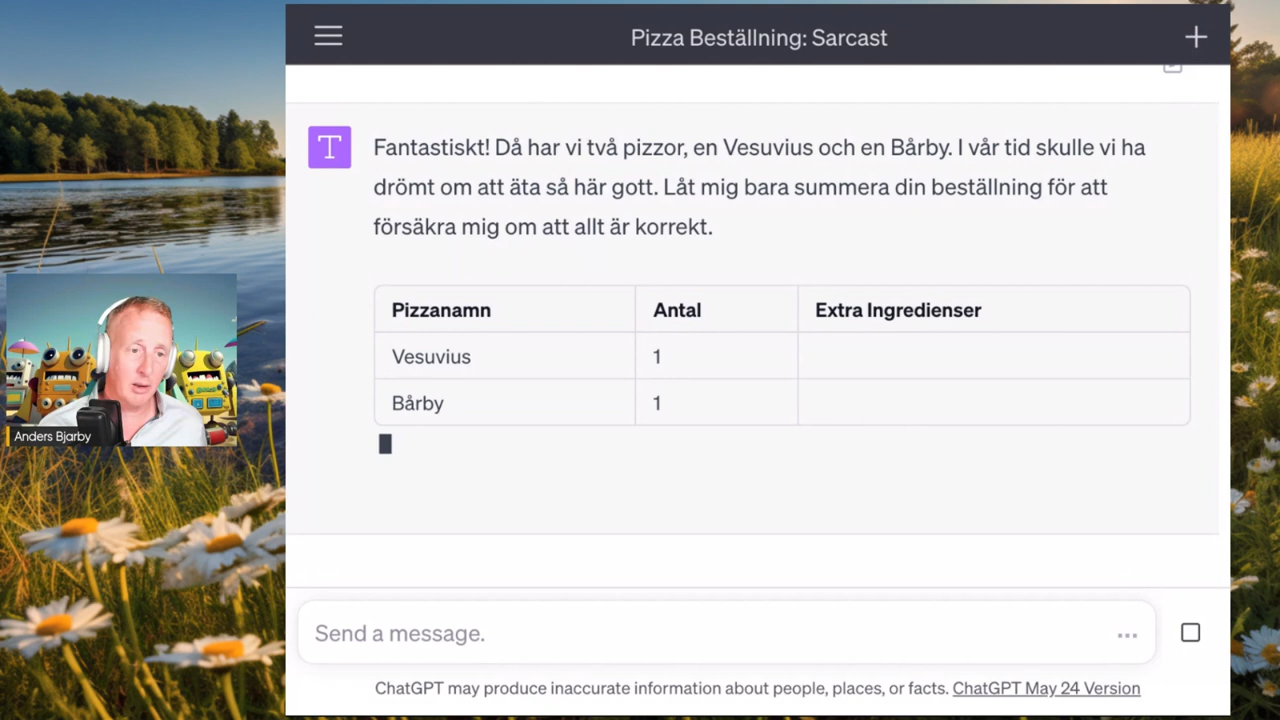 Pizza Beställning: Sarcast
T
Fantastiskt! Då har vi två pizzor, en Vesuvius och en Bårby. I vår tid skulle vi ha
drömt om att äta så här gott. Låt mig bara summera din beställning för att
försäkra mig om att allt är korrekt.
Pizzanamn Antal Extra Ingredienser
Vesuvius 1
Bårby 1
Anders Bjarby
Send a message.
ChatGPT may produce inaccurate information about people, places, or facts. ChatGPT May 24 Version